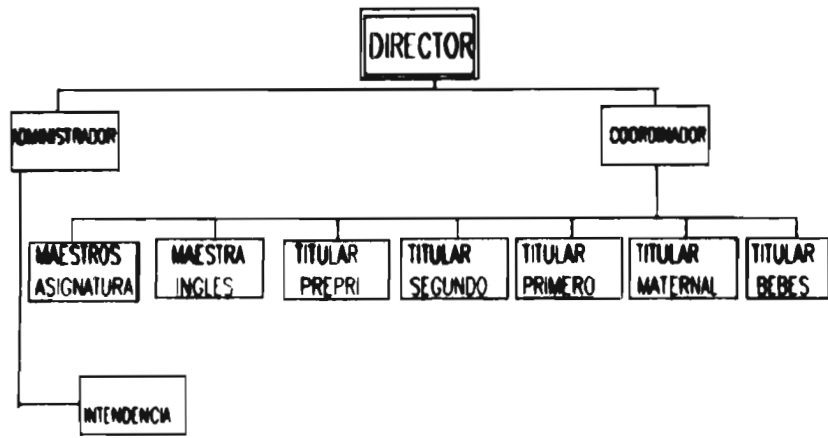 DIRECTOR
ADMINISTRADOR
COORDINADOR
MAESTROS
ASIGNATURA
MAESTRA
INGLES
TITULAR
PREPRI
TITULAR
SEGUNDO
TITULAR
PRIMERO
TITULAR
MATERNAL
TITULAR
BEBES
INTENDENCIA